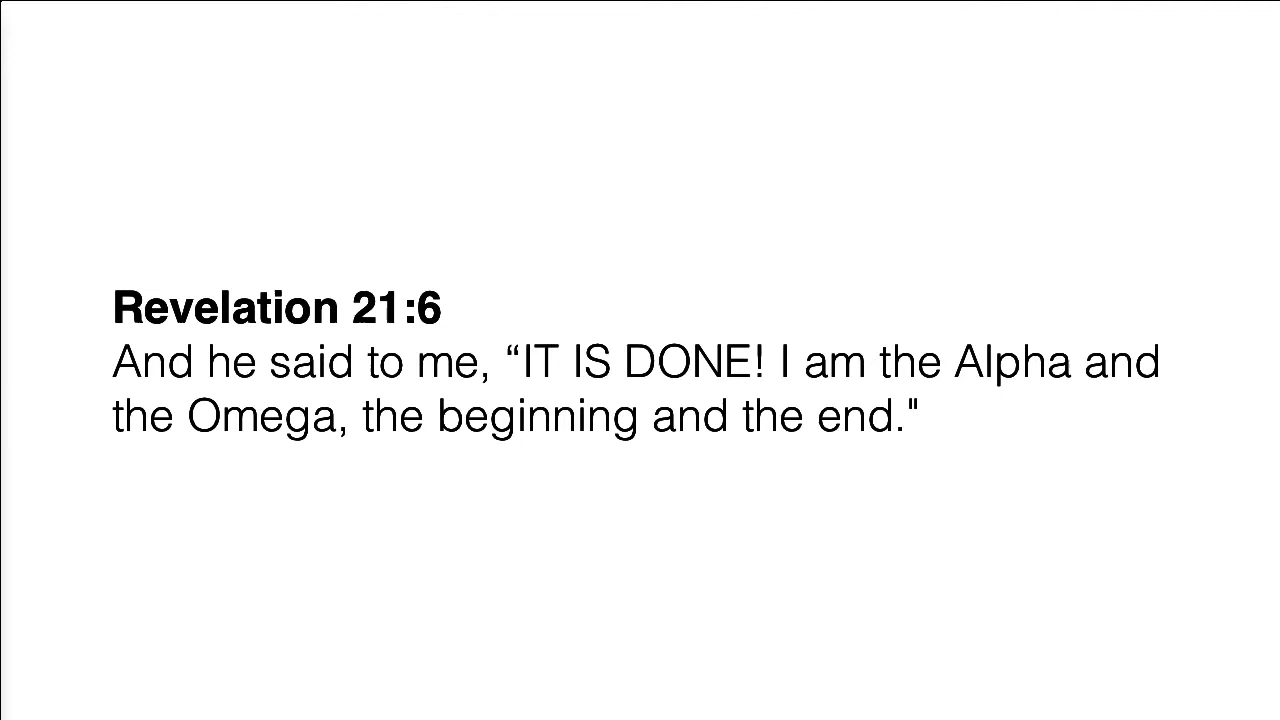 Revelation 21:6
And he said to me, “IT IS DONE! I am the Alpha and
the Omega, the beginning and the end."